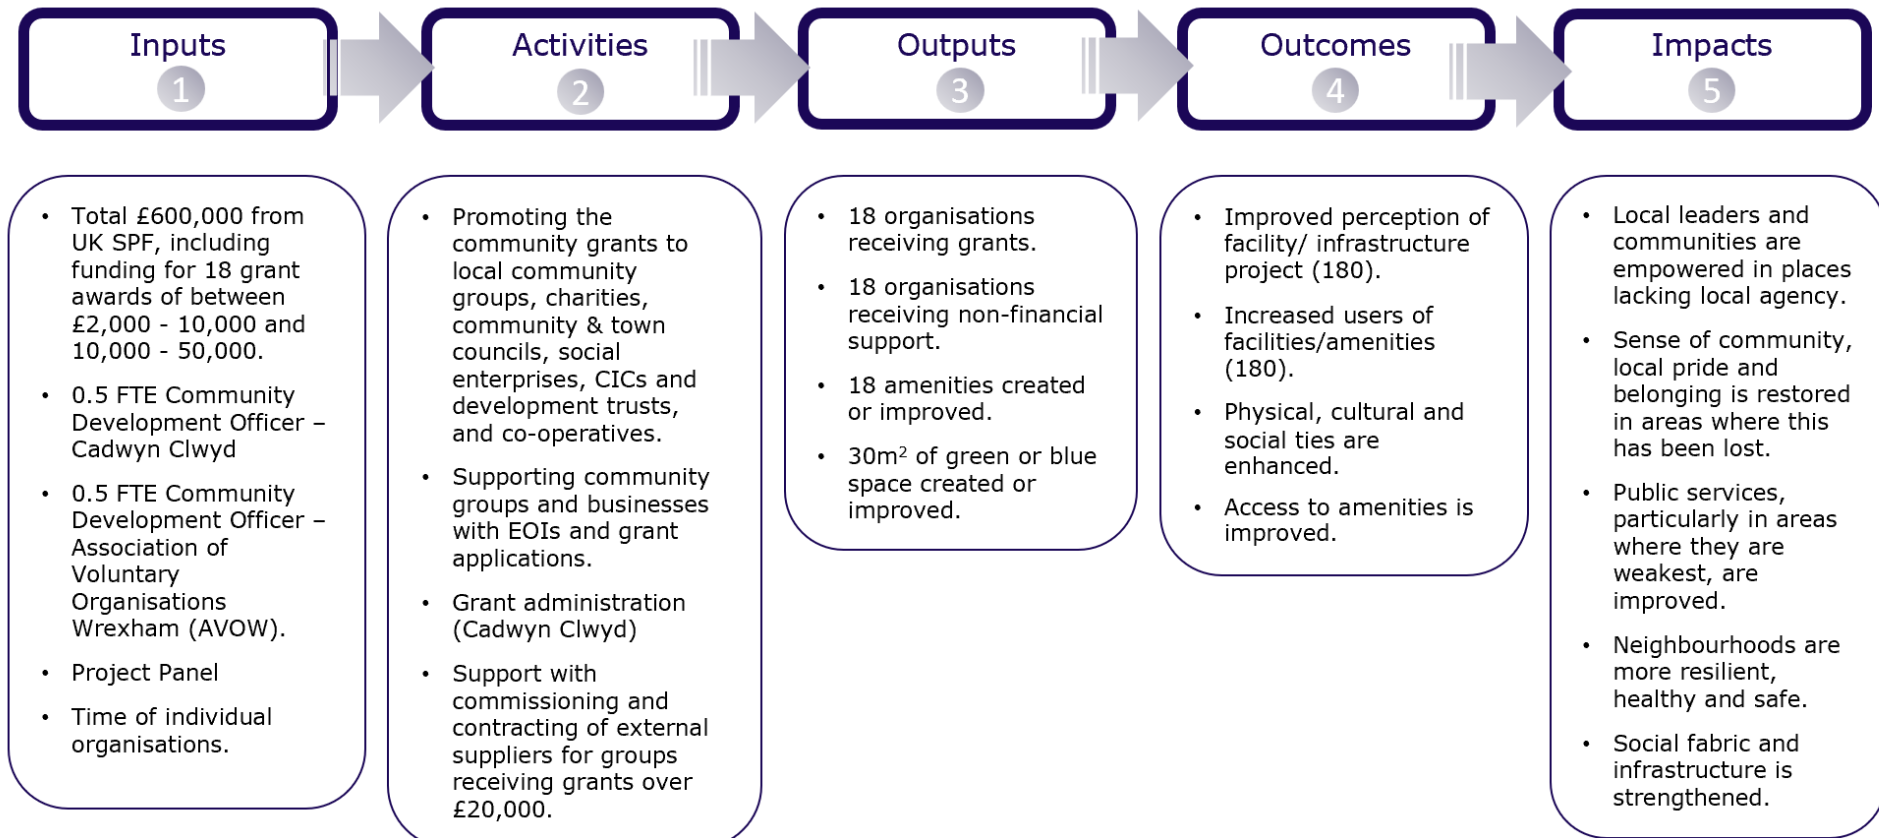 Inputs
1
Activities
2
Outputs
3
Outcomes
4
Impacts
5
• Total £600,000 from
UK SPF, including
funding for 18 grant
awards of between
£2,000 - 10,000 and
10,000 - 50,000.
• 0.5 FTE Community
Development Officer –
Cadwyn Clwyd
• 0.5 FTE Community
Development Officer –
Association of
Voluntary
Organisations
Wrexham (AVOW).
• Project Panel
• Time of individual
organisations.
• Promoting the
community grants to
local community
groups, charities,
community & town
councils, social
enterprises, CICs and
development trusts,
and co-operatives.
• Supporting community
groups and businesses
with EOIs and grant
applications.
• Grant administration
(Cadwyn Clwyd)
• Support with
commissioning and
contracting of external
suppliers for groups
receiving grants over
£20,000.
• 18 organisations
receiving grants.
• 18 organisations
receiving non-financial
support.
• 18 amenities created
or improved.
• 30m² of green or blue
space created or
improved.
• Improved perception of
facility/ infrastructure
project (180).
• Increased users of
facilities/amenities
(180).
• Physical, cultural and
social ties are
enhanced.
• Access to amenities is
improved.
• Local leaders and
communities are
empowered in places
lacking local agency.
• Sense of community,
local pride and
belonging is restored
in areas where this
has been lost.
• Public services,
particularly in areas
where they are
weakest, are
improved.
• Neighbourhoods are
more resilient,
healthy and safe.
• Social fabric and
infrastructure is
strengthened.